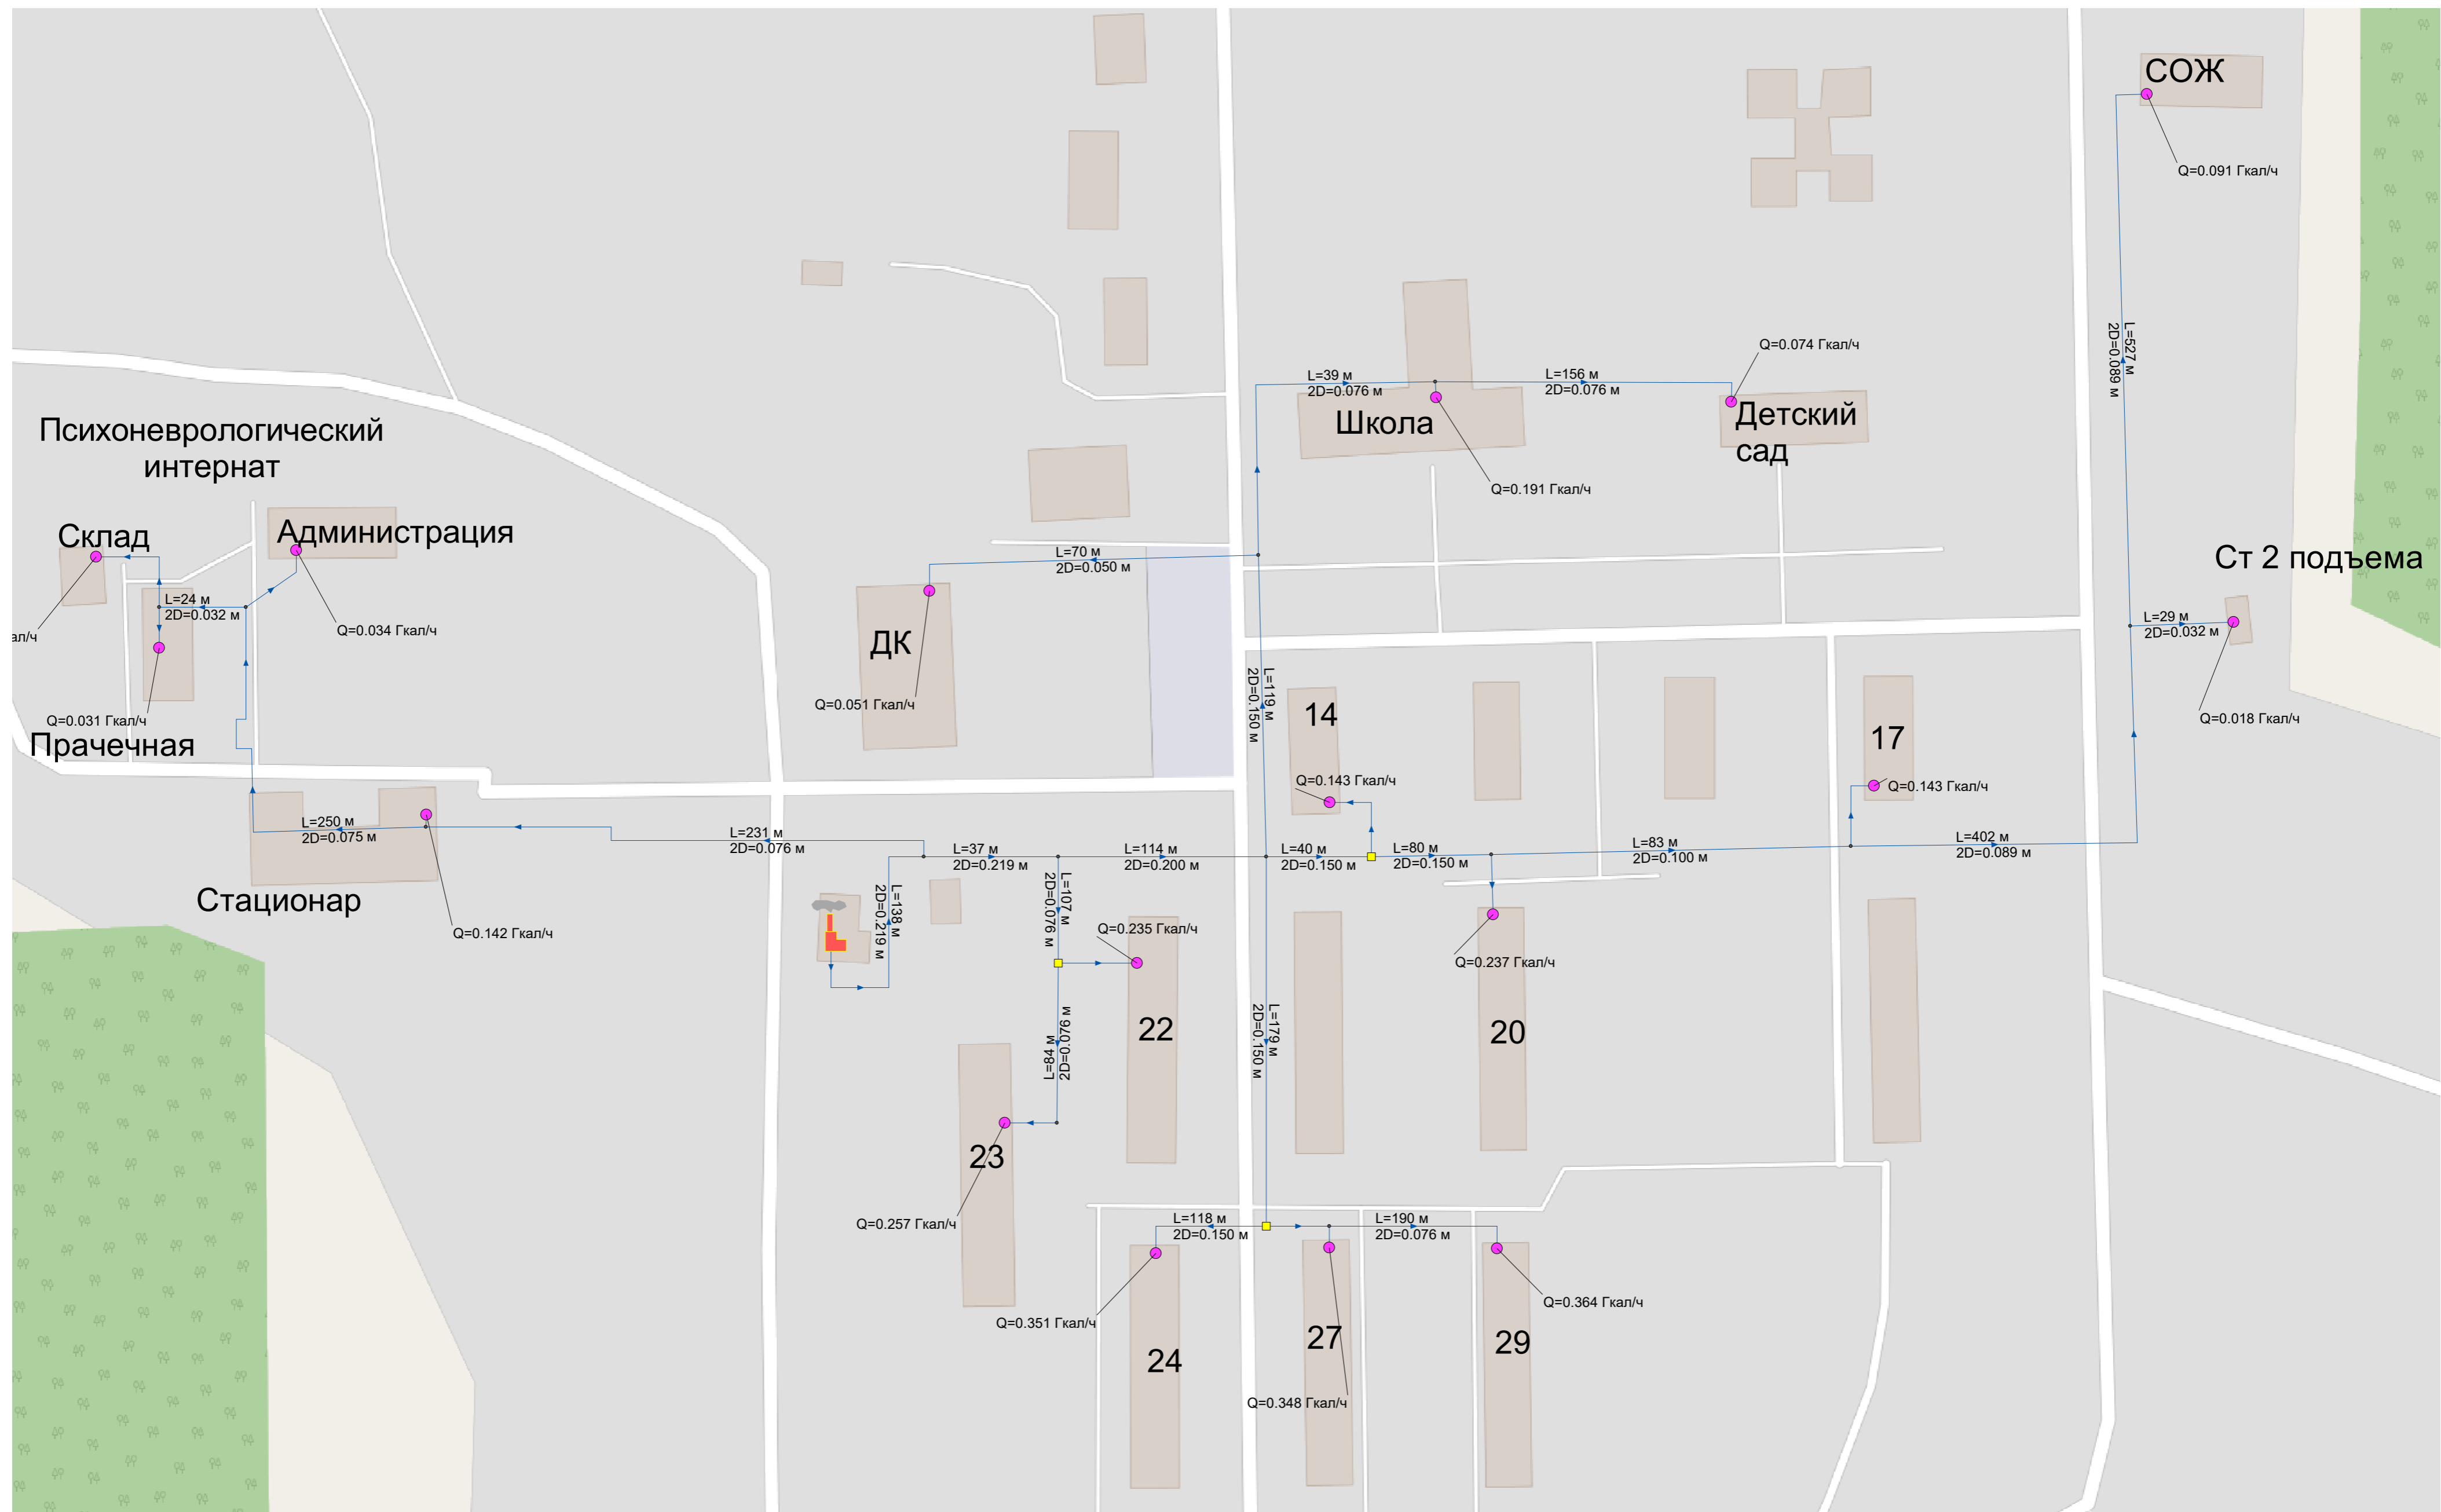 СОЖ
Q=0.091 Гкал/ч
L=527 м
2D=0.089 м
Q=0.074 Гкал/ч
L=39 м
2D=0.076 м
L=156 м
2D=0.076 м
Школа
Детский
сад
Q=0.191 Гкал/ч
Психоневрологический
интернат
Склад
Администрация
L=70 м
2D=0.050 м
Ст 2 подъема
L=24 м
2D=0.032 м
ал/ч
Q=0.034 Гкал/ч
L=29 м
2D=0.032 м
ДК
Q=0.051 Гкал/ч
L=119 м
2D=0.150 м
14
17
Q=0.018 Гкал/ч
Q=0.031 Гкал/ч
Прачечная
Q=0.143 Гкал/ч
Q=0.143 Гкал/ч
L=250 м
2D=0.075 м
L=231 м
2D=0.076 м
L=37 м
2D=0.219 м
L=114 м
2D=0.200 м
L=40 м
2D=0.150 м
L=80 м
2D=0.150 м
L=83 м
2D=0.100 м
L=402 м
2D=0.089 м
Стационар
Q=0.142 Гкал/ч
L=138 м
2D=0.219 м
L=107 м
2D=0.076 м
Q=0.235 Гкал/ч
Q=0.237 Гкал/ч
L=84 м
2D=0.076 м
22
L=179 м
2D=0.150 м
20
23
Q=0.257 Гкал/ч
L=118 м
2D=0.150 м
L=190 м
2D=0.076 м
Q=0.351 Гкал/ч
Q=0.364 Гкал/ч
24
27
29
Q=0.348 Гкал/ч